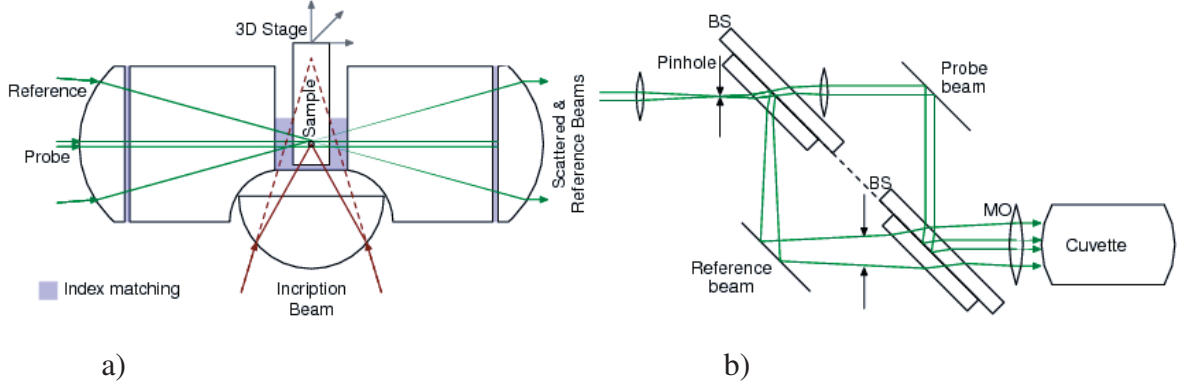 3D Stage
Reference
Probe
Sample
Scattered &
Reference Beams
Index matching
Incription
Beam
a)
BS
Pinhole
Probe
beam
BS
MO
Cuvette
Reference
beam
b)